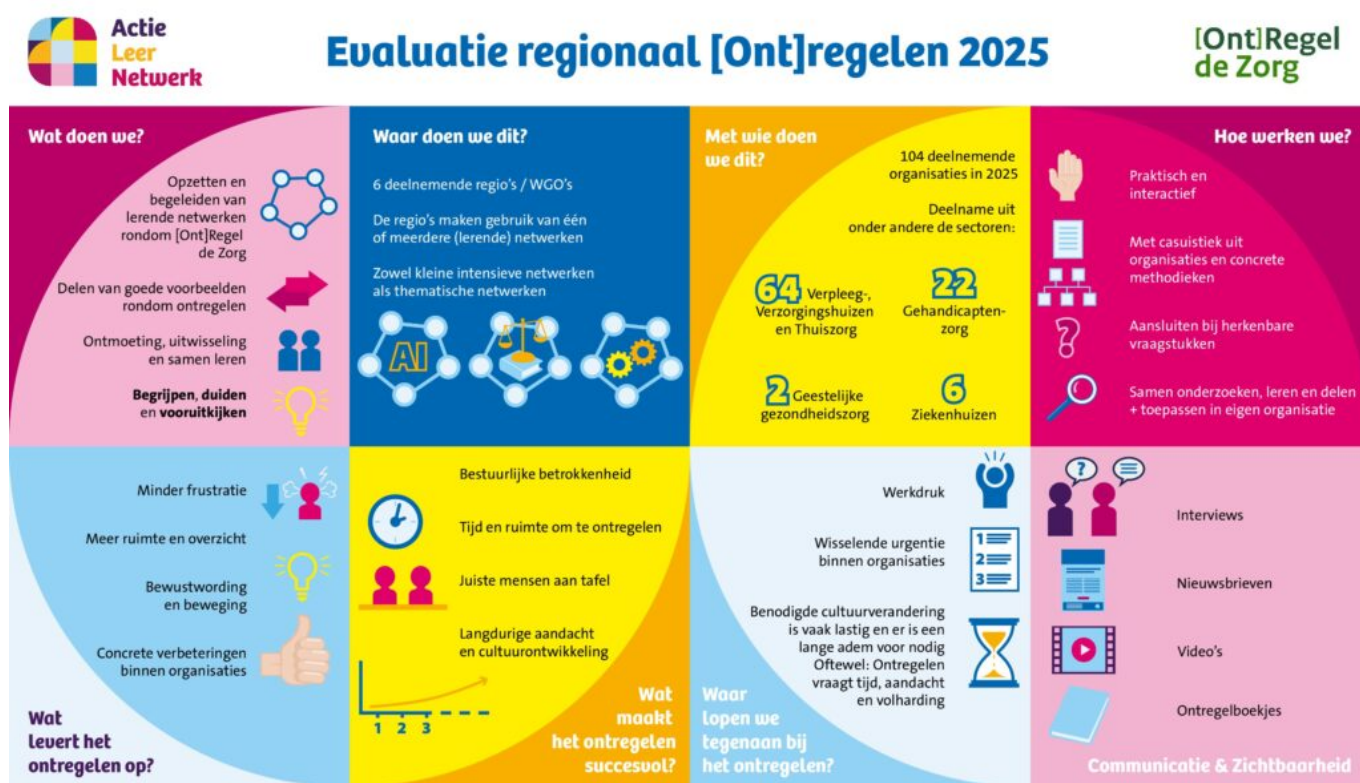 Actie
Leer
Netwerk
Evaluatie regionaal [Ont]regelen 2025
[Ont]Regel
de Zorg
Wat doen we?
Opzetten en
begeleiden van
lerende netwerken
rondom [Ont]Regel
de Zorg
Delen van goede voorbeelden
rondom ontregelen
Ontmoeting, uitwisseling
en samen leren
Begrijpen, duiden
en vooruitkijken
Waar doen we dit?
6 deelnemende regio's / WGO's
De regio's maken gebruik van één
of meerdere (lerende) netwerken
Zowel kleine intensieve netwerken
als thematische netwerken
AI
Met wie doen
we dit?
104 deelnemende
organisaties in 2025
Deelname uit
onder andere de sectoren:
64 Verpleeg-,
Verzorgingshuizen
en Thuiszorg
22
Gehandicapten-
zorg
2 Geestelijke
gezondheidszorg
6
Ziekenhuizen
Hoe werken we?
Praktisch en
interactief
Met casuistiek uit
organisaties en concrete
methodieken
?
Aansluiten bij herkenbare
vraagstukken
Samen onderzoeken, leren en delen
+ toepassen in eigen organisatie
Minder frustratie
Meer ruimte en overzicht
Bewustwording
en beweging
Concrete verbeteringen
binnen organisaties
Wat
levert het
ontregelen op?
Bestuurlijke betrokkenheid
Tijd en ruimte om te ontregelen
Juiste mensen aan tafel
Langdurige aandacht
en cultuurontwikkeling
1 2 3
Wat
maakt
het ontregelen
succesvol?
Werkdruk
Wisselende urgentie
binnen organisaties
1
2
3
Benodigde cultuurverandering
is vaak lastig en er is een
lange adem voor nodig
Oftewel: Ontregelen
vraagt tijd, aandacht
en volharding
Waar
lopen we
tegenaan bij
het ontregelen?
?
Interviews
Nieuwsbrieven
Video's
Ontregelboekjes
Communicatie & Zichtbaarheid